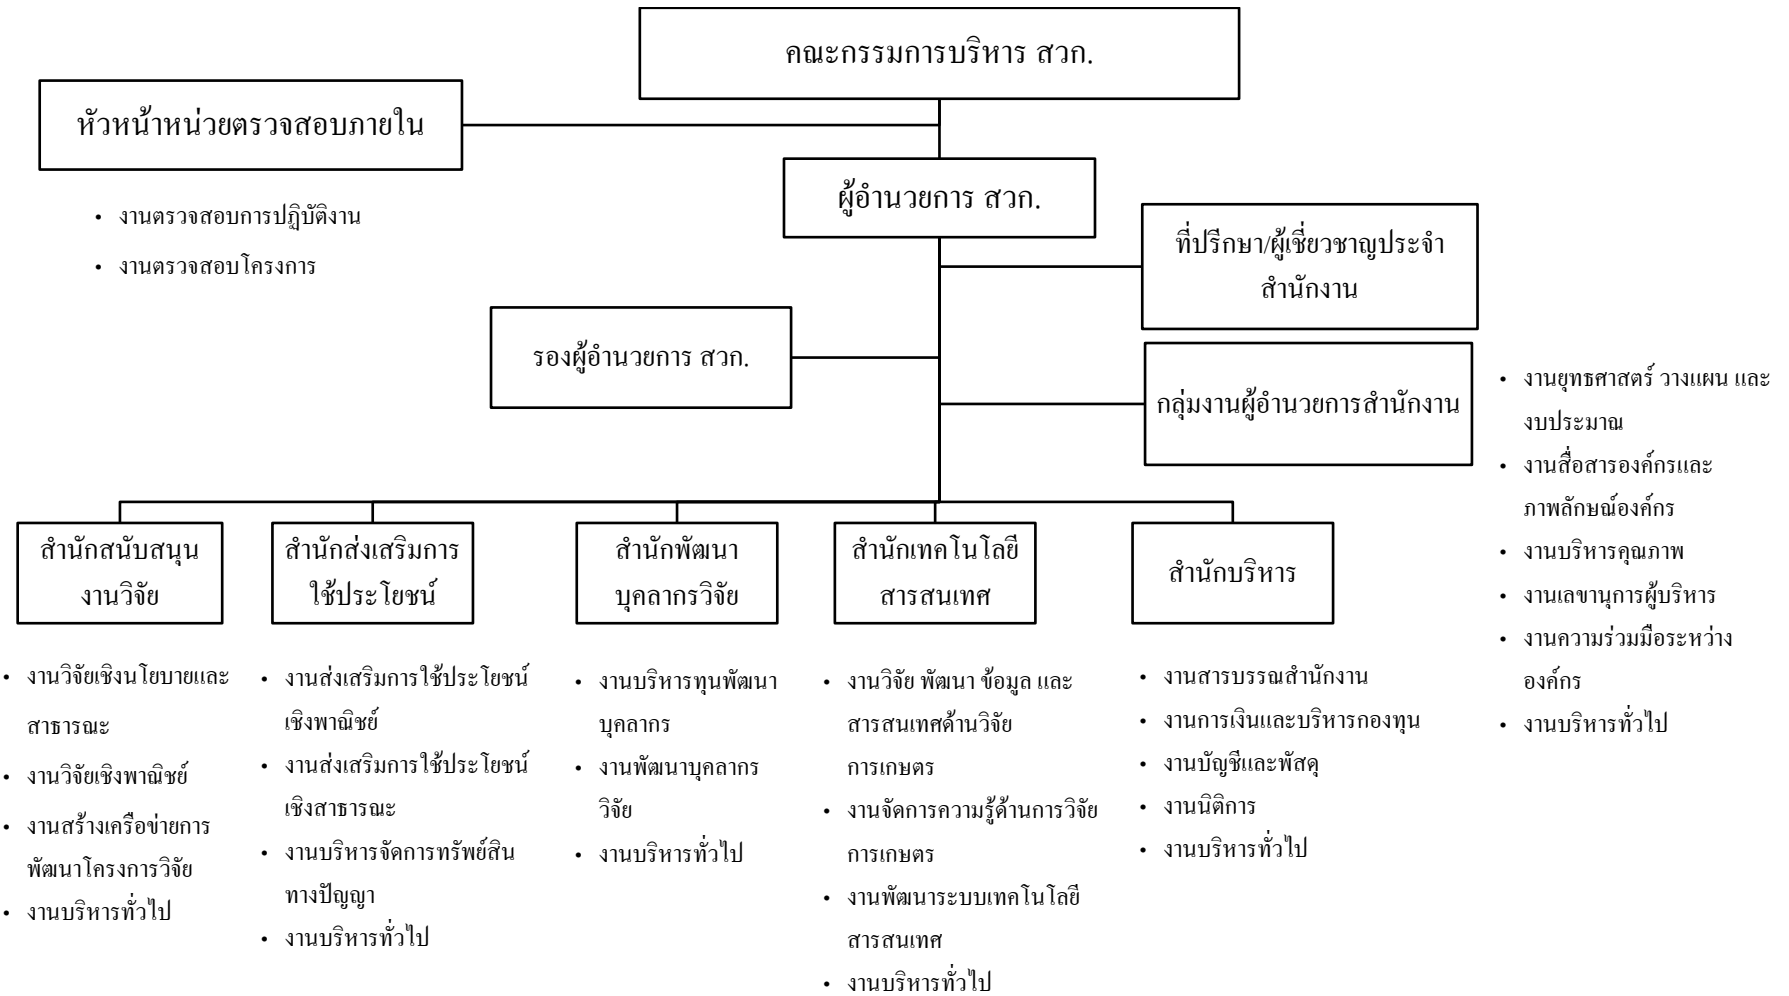 คณะกรรมการบริหาร สวก.
หัวหน้าหน่วยตรวจสอบภายใน
• งานตรวจสอบการปฏิบัติงาน
• งานตรวจสอบโครงการ
ผู้อำนวยการ สวก.
ที่ปรึกษา/ผู้เชี่ยวชาญประจำ
สำนักงาน
รองผู้อำนวยการ สวก.
กลุ่มงานผู้อำนวยการสำนักงาน
• งานยุทธศาสตร์ วางแผน และ
งบประมาณ
• งานสื่อสารองค์กรและ
ภาพลักษณ์องค์กร
• งานบริหารคุณภาพ
• งานเลขานุการผู้บริหาร
• งานความร่วมมือระหว่าง
องค์กร
• งานบริหารทั่วไป
สำนักสนับสนุน
งานวิจัย
• งานวิจัยเชิงนโยบายและ
สาธารณะ
• งานวิจัยเชิงพาณิชย์
• งานสร้างเครือข่ายการ
พัฒนาโครงการวิจัย
• งานบริหารทั่วไป
สำนักส่งเสริมการ
ใช้ประโยชน์
• งานส่งเสริมการใช้ประโยชน์
เชิงพาณิชย์
• งานส่งเสริมการใช้ประโยชน์
เชิงสาธารณะ
• งานบริหารจัดการทรัพย์สิน
ทางปัญญา
• งานบริหารทั่วไป
สำนักพัฒนา
บุคลากรวิจัย
• งานบริหารทุนพัฒนา
บุคลากร
• งานพัฒนาบุคลากร
วิจัย
• งานบริหารทั่วไป
สำนักเทคโนโลยี
สารสนเทศ
• งานวิจัย พัฒนา ข้อมูล และ
สารสนเทศด้านวิจัย
การเกษตร
• งานจัดการความรู้ด้านการวิจัย
การเกษตร
• งานพัฒนาระบบเทคโนโลยี
สารสนเทศ
• งานบริหารทั่วไป
สำนักบริหาร
• งานสารบรรณสำนักงาน
• งานการเงินและบริหารกองทุน
• งานบัญชีและพัสดุ
• งานนิติการ
• งานบริหารทั่วไป